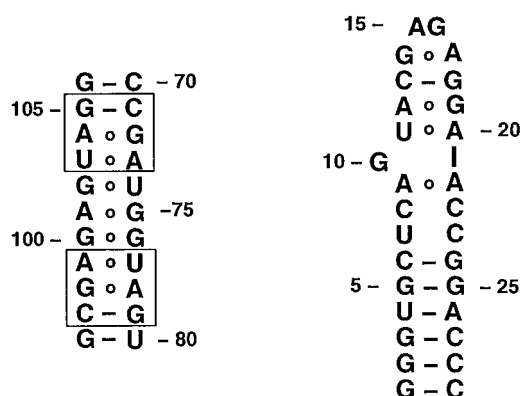 G – C – 70
105 – G – C
A o G
U o A
G o U
A o G – 75
100 – G o G
A o U
G o A
C – G
G – U – 80
15 – AG
G o A
C – G
A o G
U o A – 20
10 – G
A o A
C C
U C
C – G
5 – G – G – 25
U – A
G – C
G – C
G – C